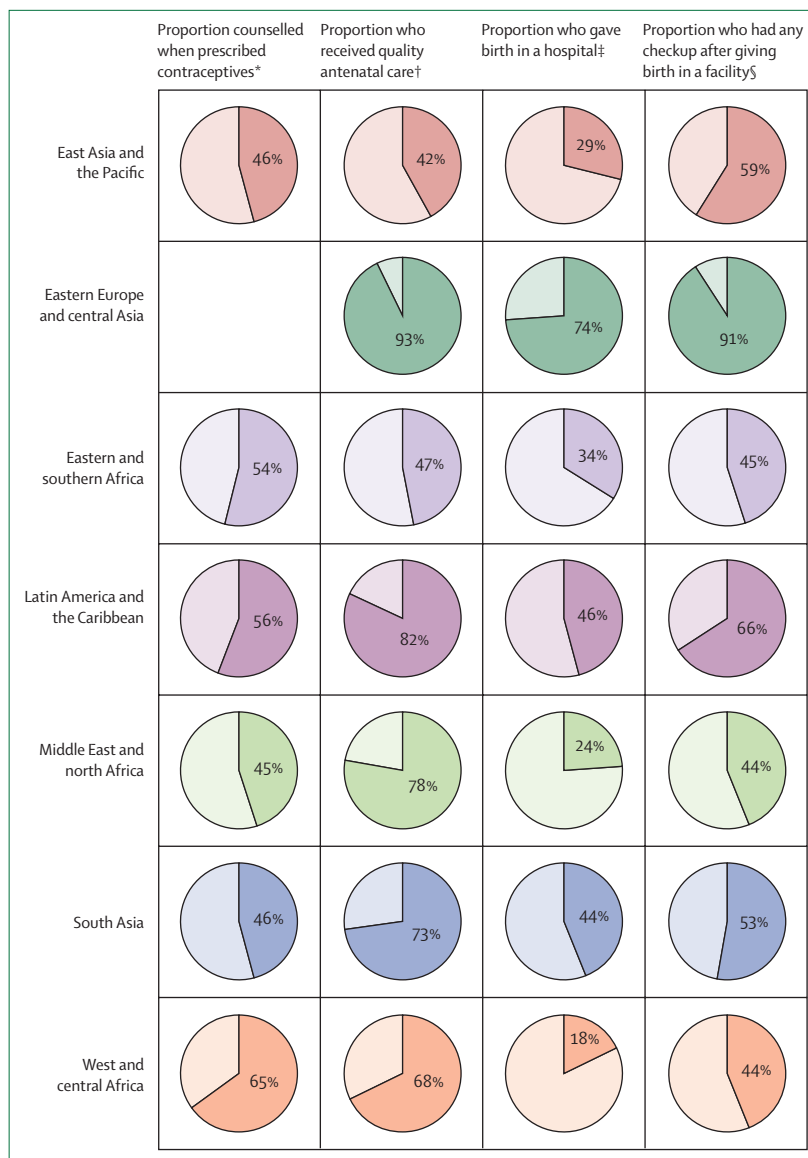 Proportion counselled
when prescribed
contraceptives*
Proportion who
received quality
antenatal care†
Proportion who gave
birth in a hospital‡
Proportion who had any
checkup after giving
birth in a facility§
East Asia and
the Pacific
46%
42%
29%
59%
Eastern Europe
and central Asia
93%
74%
91%
Eastern and
southern Africa
54%
47%
34%
45%
Latin America and
the Caribbean
56%
82%
46%
66%
Middle East and
north Africa
45%
78%
24%
44%
South Asia
46%
73%
44%
53%
West and
central Africa
65%
68%
18%
44%